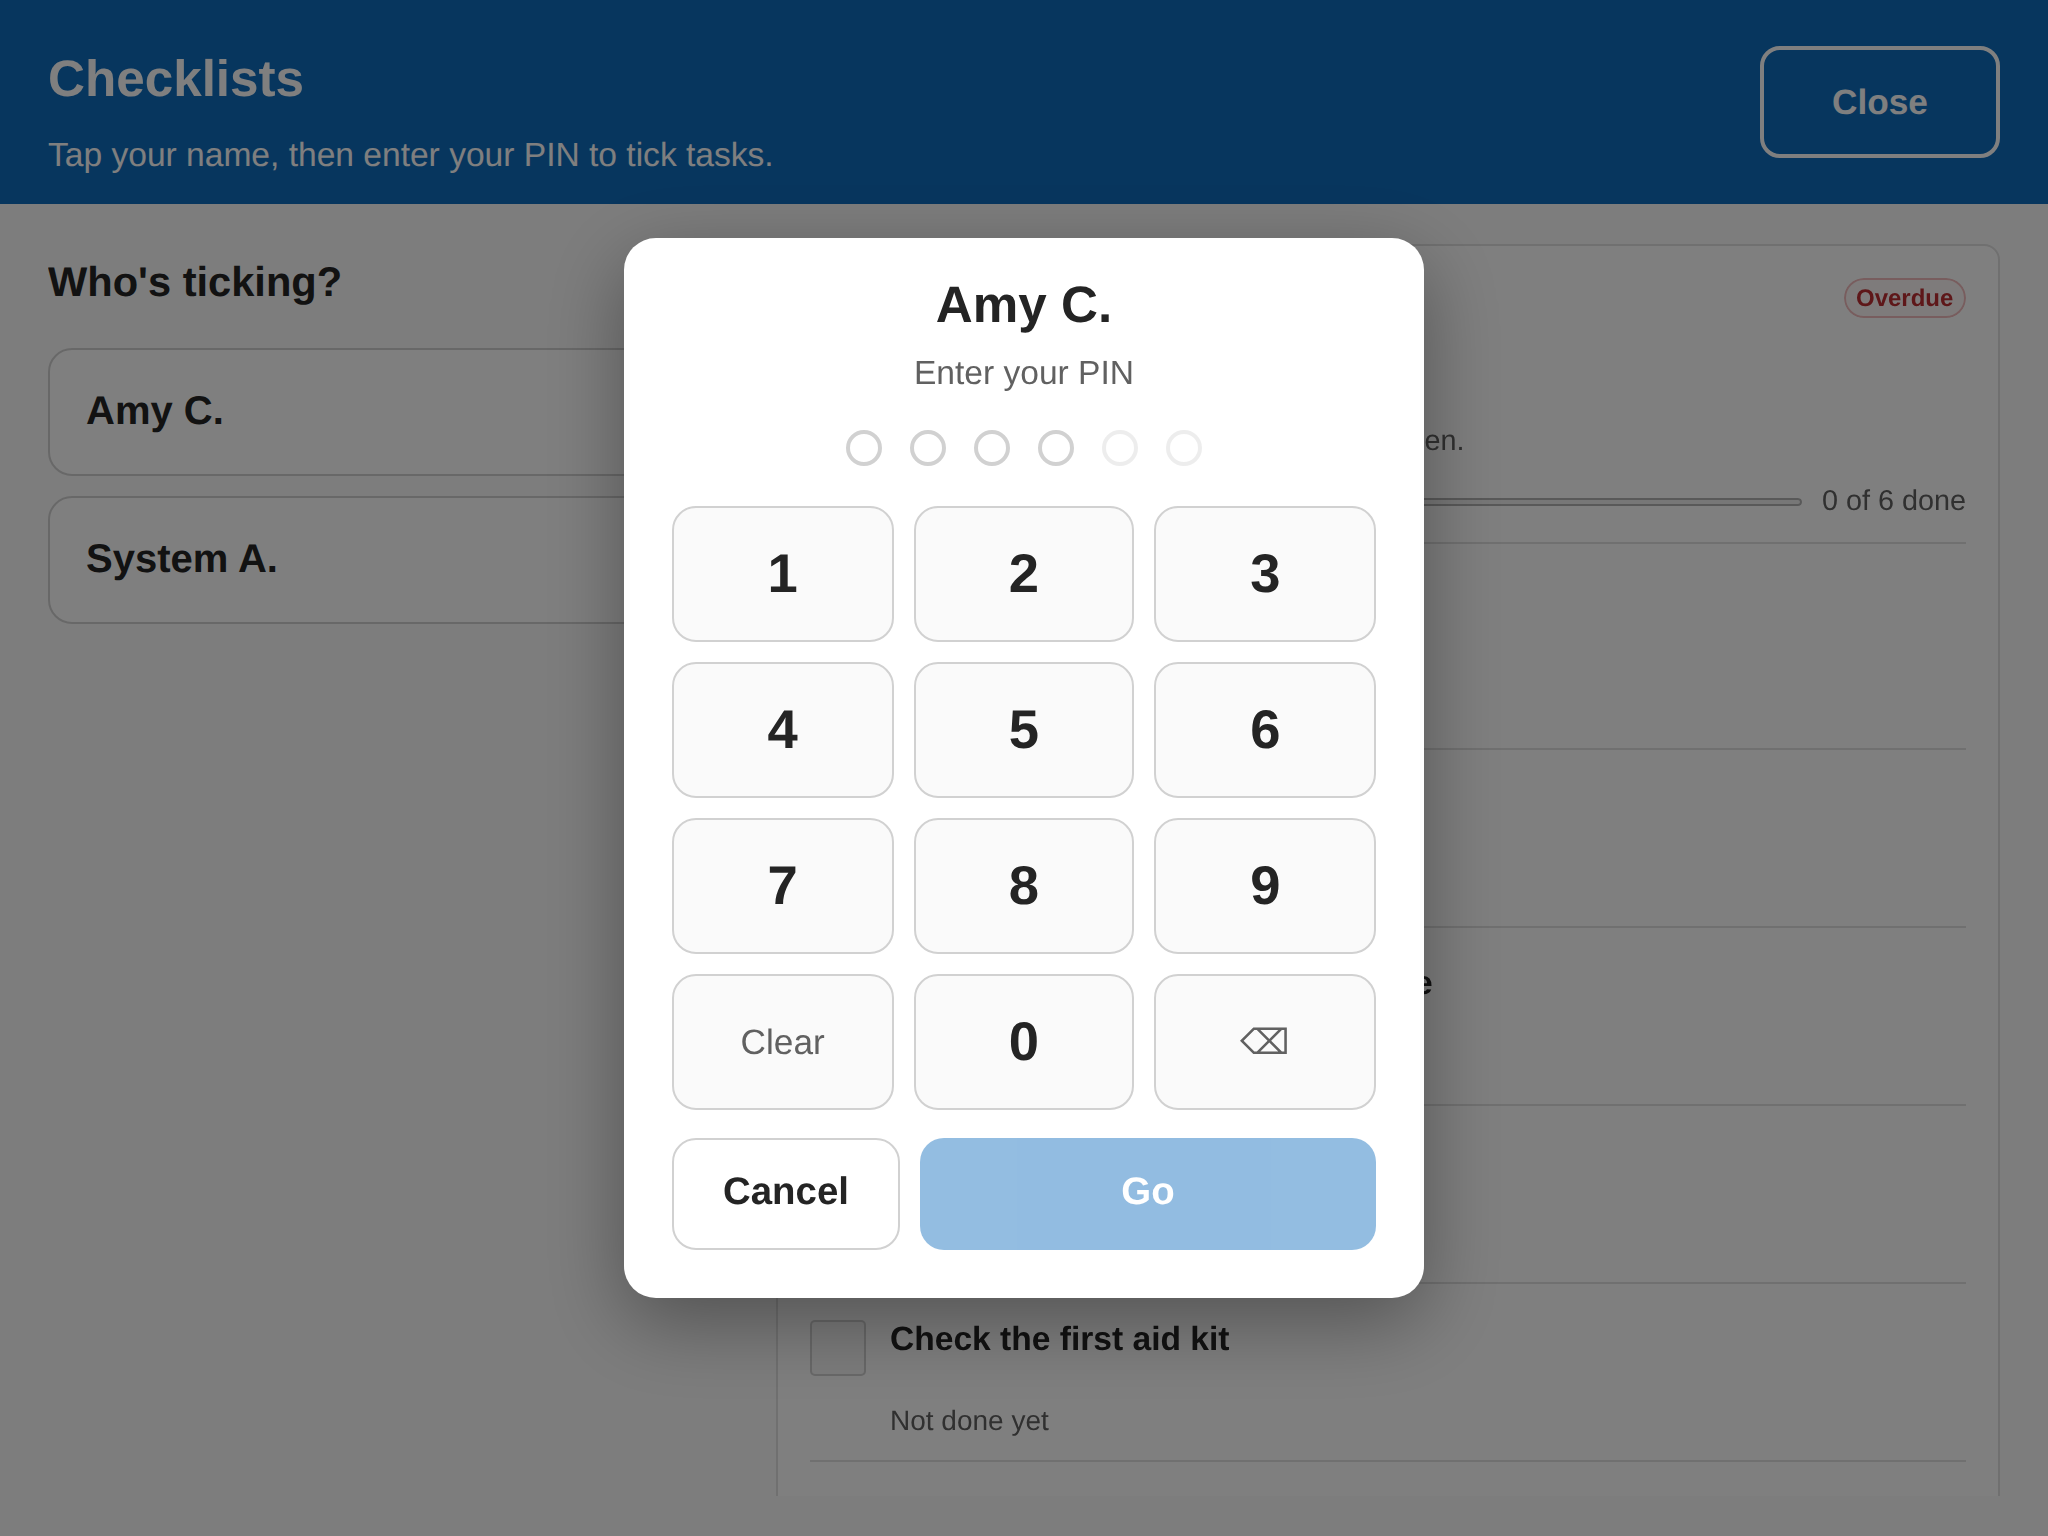 Checklists
Tap your name, then enter your PIN to tick tasks.
Close
Who's ticking?
Amy C.
System A.
Overdue
en.
0 of 6 done
e
Check the first aid kit
Not done yet
Amy C.
Enter your PIN
1 2 3
4 5 6
7 8 9
Clear 0 ⌫
Cancel Go